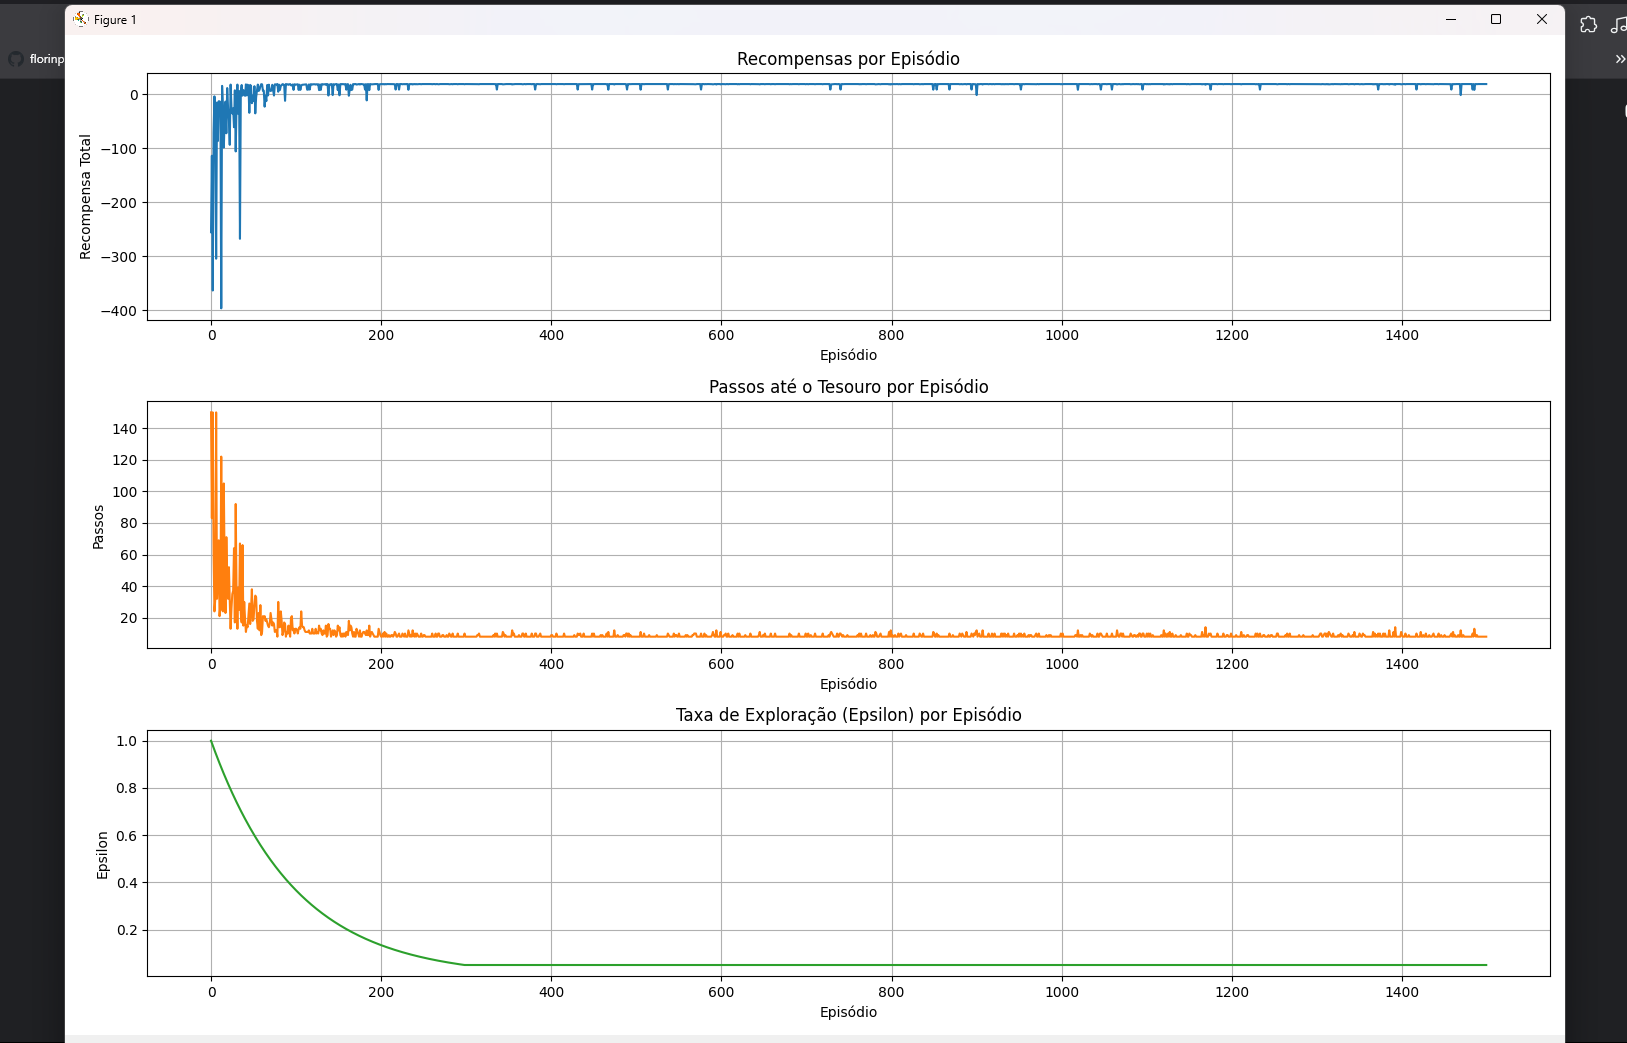 Figure 1
florinp
Recompensas por Episódio
Recompensa Total
0
−100
−200
−300
−400
0 200 400 600 800 1000 1200 1400
Episódio
Passos até o Tesouro por Episódio
Passos
140
120
100
80
60
40
20
0 200 400 600 800 1000 1200 1400
Episódio
Taxa de Exploração (Epsilon) por Episódio
Epsilon
1.0
0.8
0.6
0.4
0.2
0 200 400 600 800 1000 1200 1400
Episódio